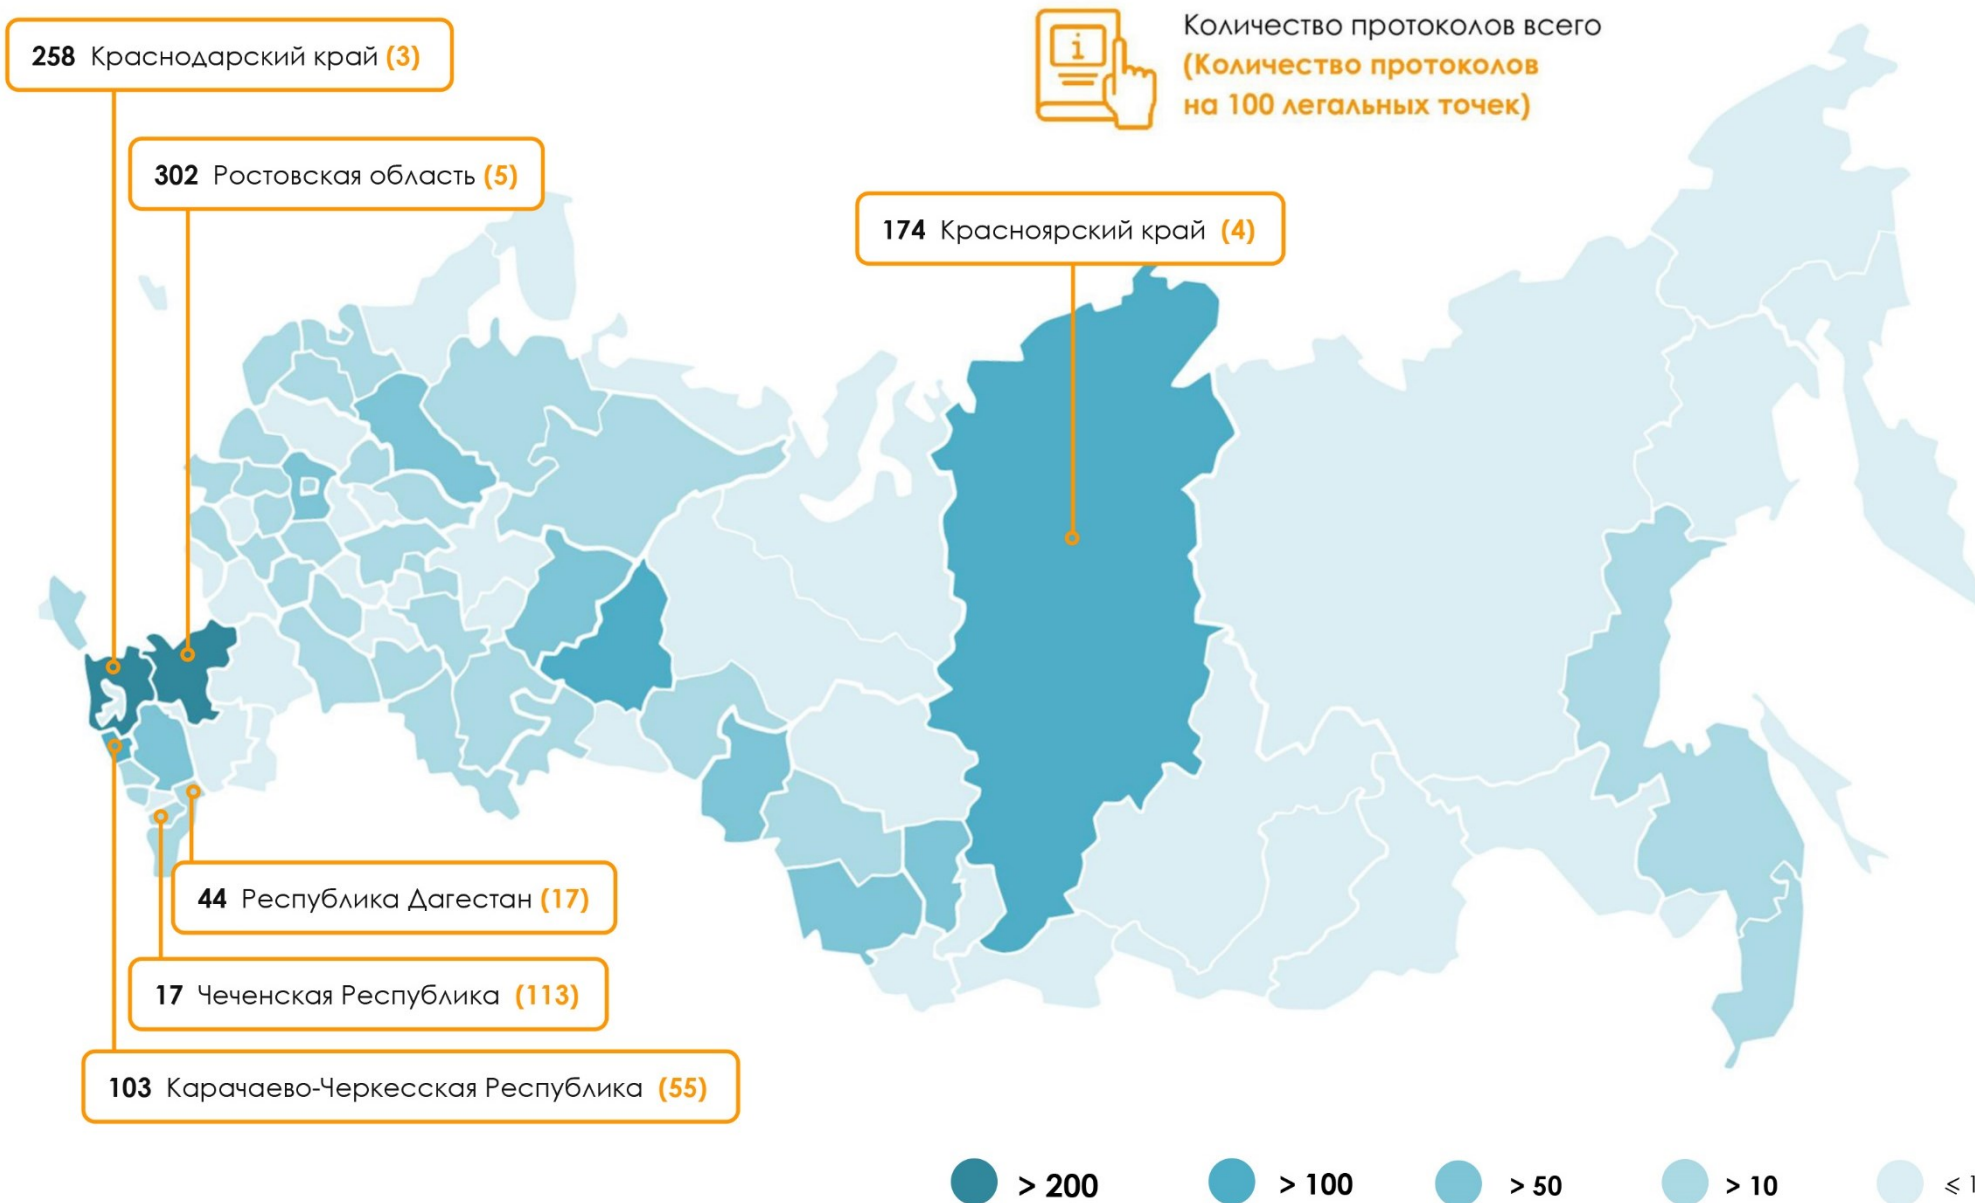 Количество протоколов всего
(Количество протоколов
на 100 легальных точек)
258 Краснодарский край (3)
302 Ростовская область (5)
174 Красноярский край (4)
44 Республика Дагестан (17)
17 Чеченская Республика (113)
103 Карачаево-Черкесская Республика (55)
> 200
> 100
> 50
> 10
⩽ 1